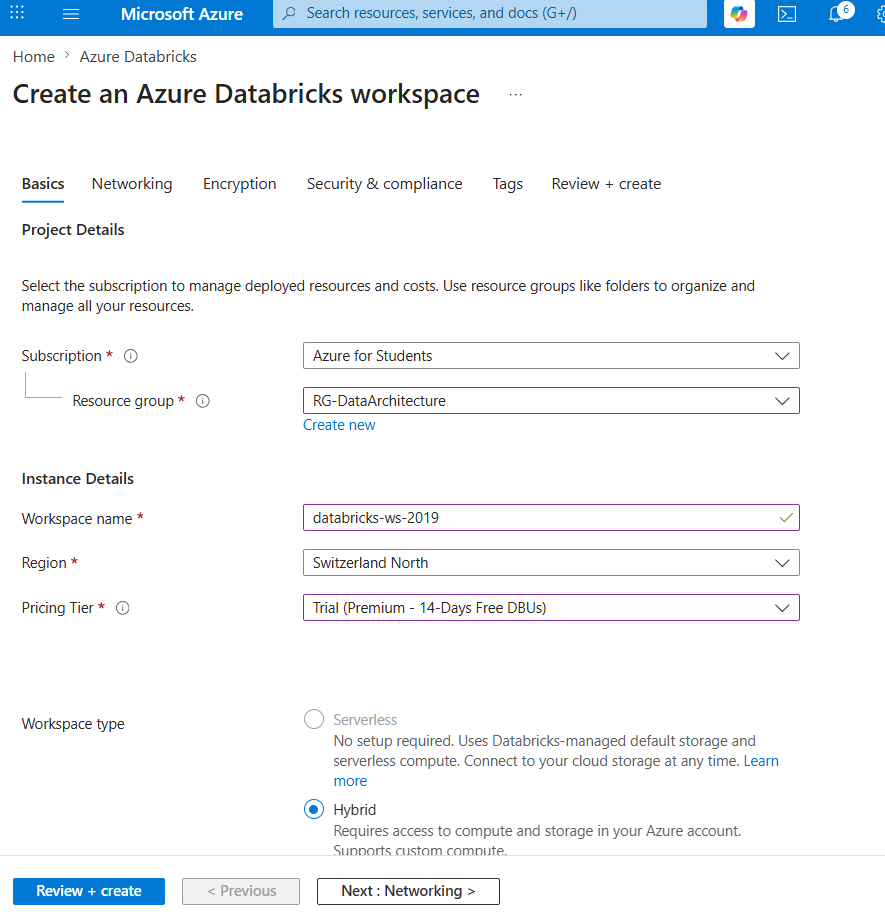 Microsoft Azure
Search resources, services, and docs (G+/)
6
Home > Azure Databricks
Create an Azure Databricks workspace ...
Basics Networking Encryption Security & compliance Tags Review + create
Project Details
Select the subscription to manage deployed resources and costs. Use resource groups like folders to organize and
manage all your resources.
Subscription *
Azure for Students
Resource group *
RG-DataArchitecture
Create new
Instance Details
Workspace name *
databricks-ws-2019
Region *
Switzerland North
Pricing Tier *
Trial (Premium - 14-Days Free DBUs)
Workspace type
Serverless
No setup required. Uses Databricks-managed default storage and
serverless compute. Connect to your cloud storage at any time. Learn
more
Hybrid
Requires access to compute and storage in your Azure account.
Supports custom compute.
Review + create
< Previous
Next : Networking >